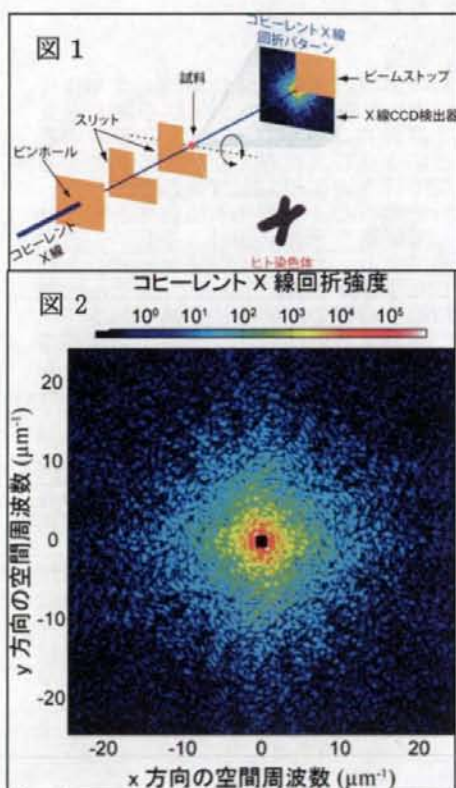 図 1
コヒーレント X 線
回折パターン
試料
ビームストップ
スリット
X 線CCD検出器
ピンホール
コヒーレント
X 線
ヒト染色体
図 2
コヒーレント X 線回折強度
10⁰ 10¹ 10² 10³ 10⁴ 10⁵
y 方向の空間周波数 (μm⁻¹)
20
10
0
-10
-20
-20 -10 0 10 20
x 方向の空間周波数 (μm⁻¹)